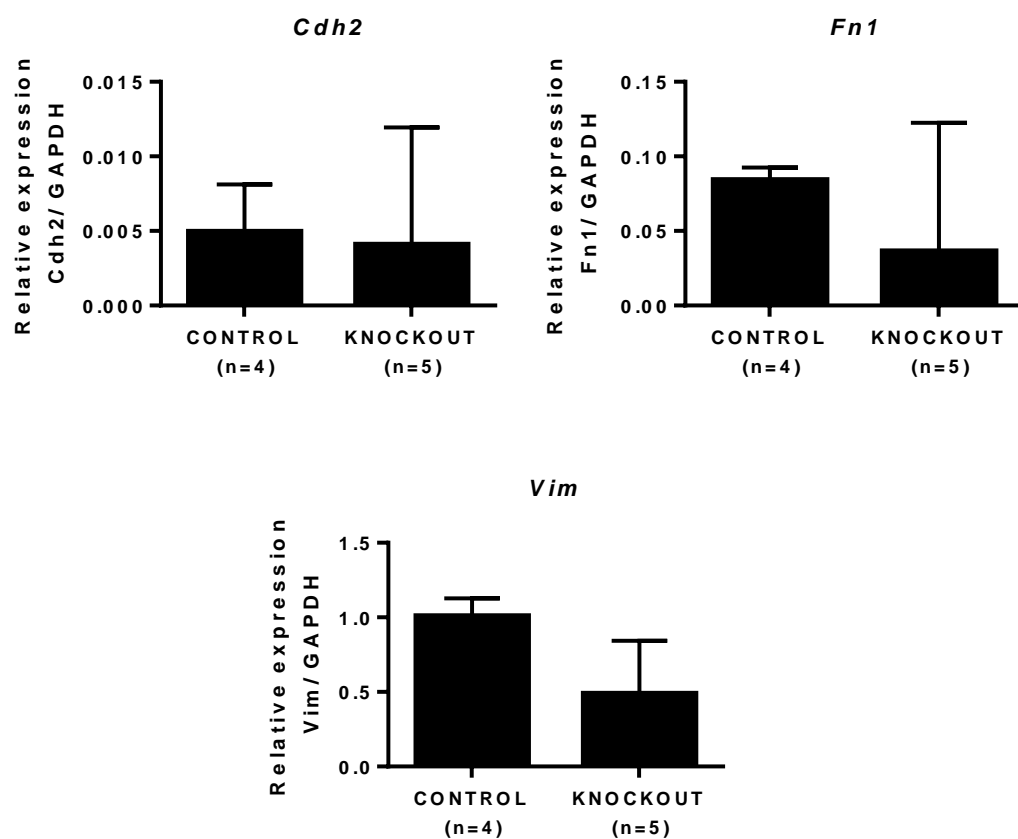 Cdh2
Relative expression
Cdh2/GAPDH
0.015
0.010
0.005
0.000
CONTROL
(n=4)
KNOCKOUT
(n=5)
Fn1
Relative expression
Fn1/GAPDH
0.15
0.10
0.05
0.00
CONTROL
(n=4)
KNOCKOUT
(n=5)
Vim
Relative expression
Vim/GAPDH
1.5
1.0
0.5
0.0
CONTROL
(n=4)
KNOCKOUT
(n=5)